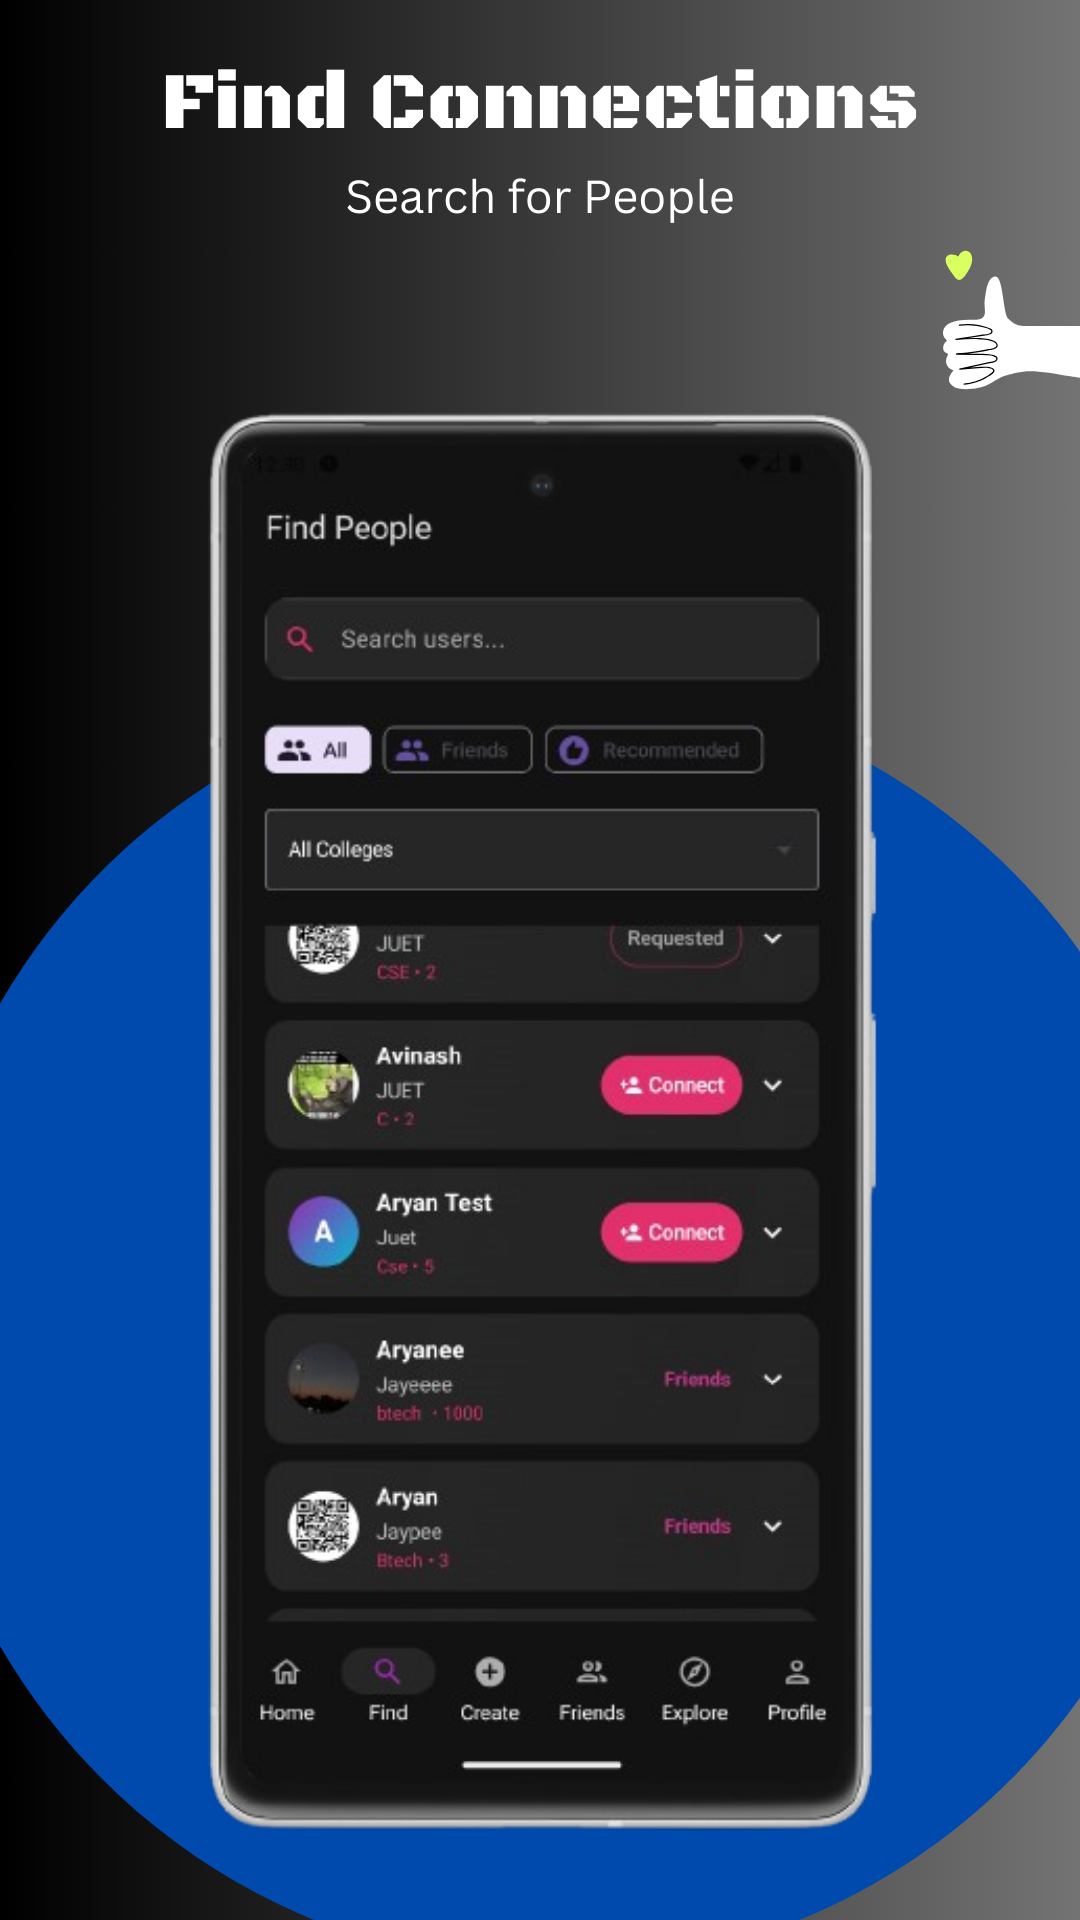 Find Connections
Search for People
12:30
Find People
Search users...
All
Friends
Recommended
All Colleges
JUET
Requested
CSE • 2
Avinash
JUET
Connect
C • 2
Aryan Test
A
Juet
Connect
Cse • 5
Aryanee
Jayeeee
Friends
btech • 1000
Aryan
Jaypee
Friends
Btech • 3
Home
Find
Create
Friends
Explore
Profile